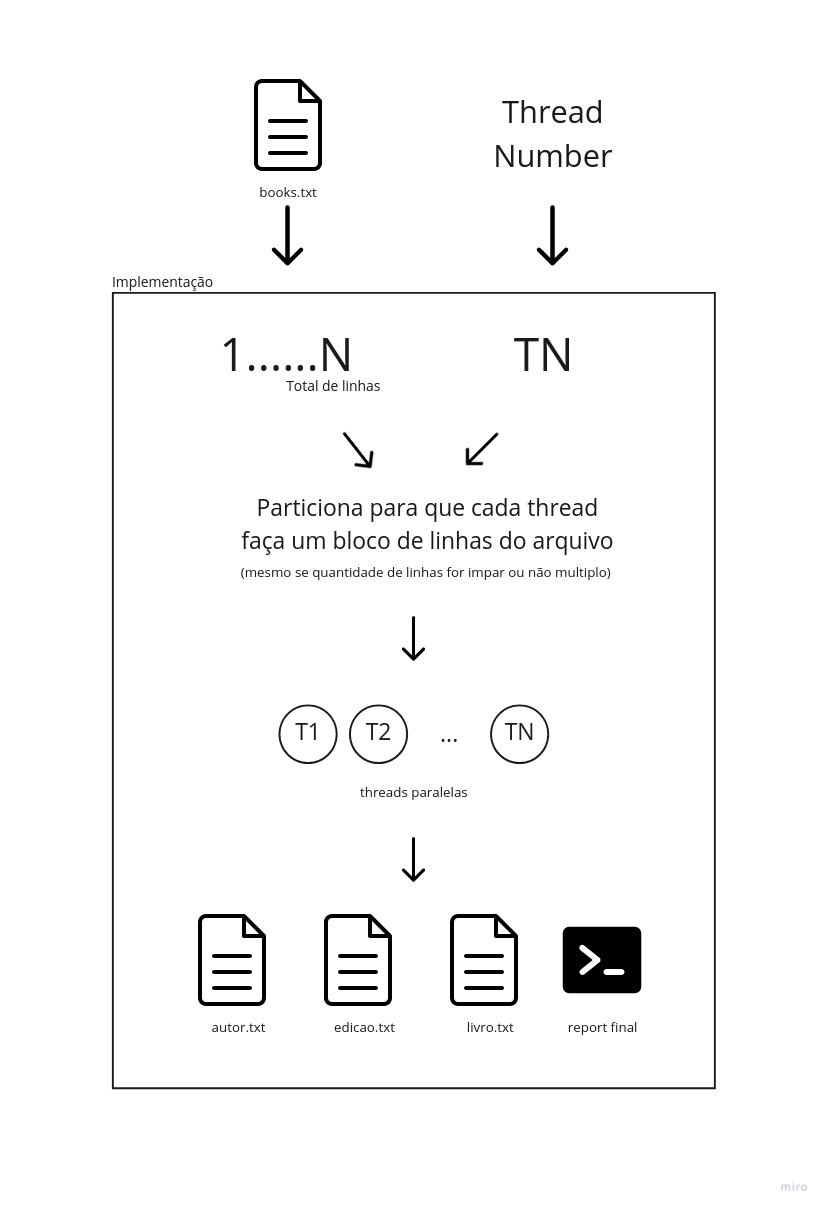 Thread
Number
books.txt
Implementação
1......N
TN
Total de linhas
Particiona para que cada thread
faça um bloco de linhas do arquivo
(mesmo se quantidade de linhas for impar ou não multiplo)
T1
T2
...
TN
threads paralelas
autor.txt
edicao.txt
livro.txt
>_
report final
miro